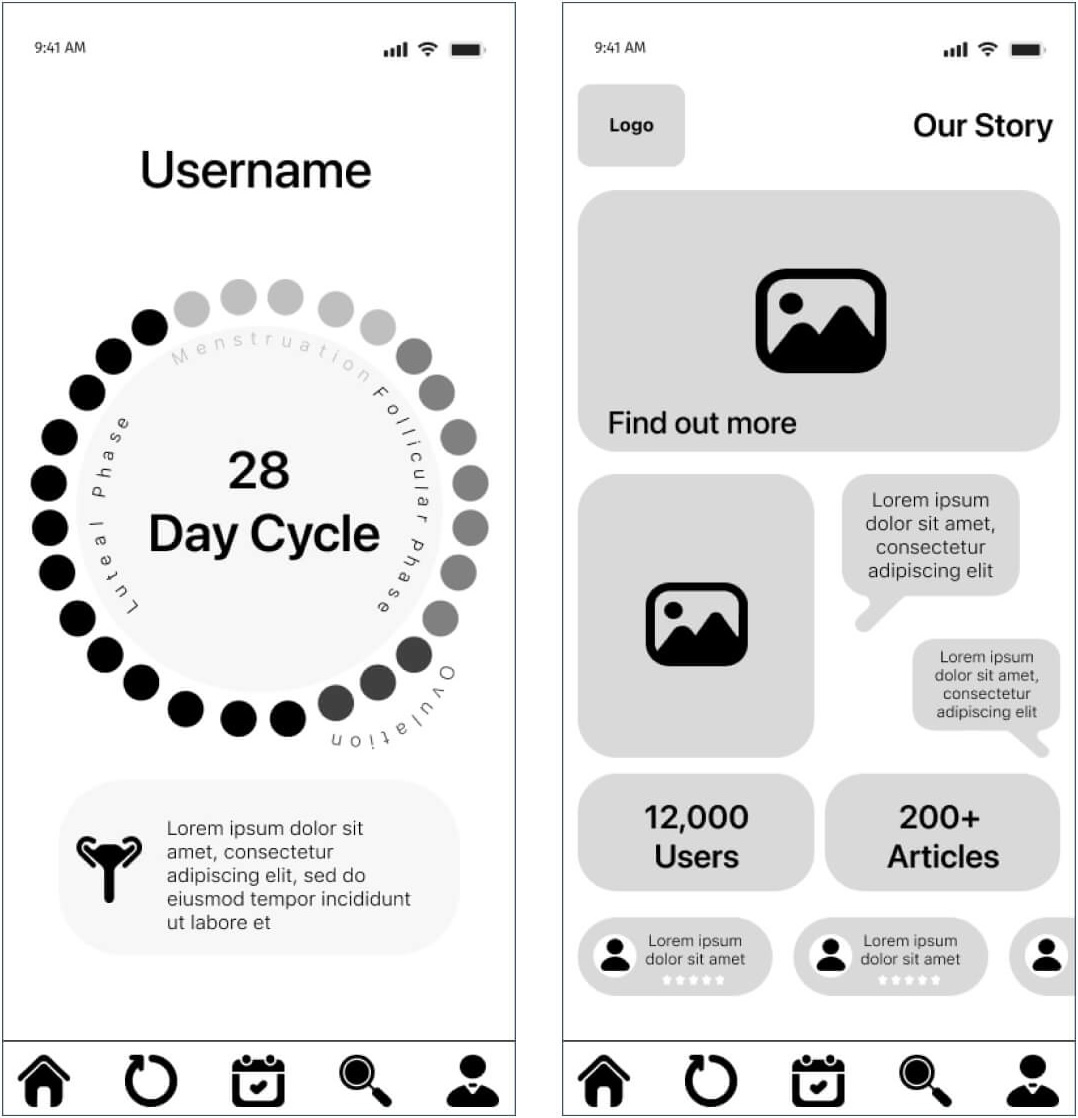 9:41 AM
Username
Menstruation
Follicular phase
Ovulation
Luteal Phase
28
Day Cycle
Lorem ipsum dolor sit
amet, consectetur
adipiscing elit, sed do
eiusmod tempor incididunt
ut labore et
9:41 AM
Logo
Our Story
Find out more
Lorem ipsum
dolor sit amet,
consectetur
adipiscing elit
Lorem ipsum
dolor sit amet,
consectetur
adipiscing elit
12,000
Users
200+
Articles
Lorem ipsum
dolor sit amet
Lorem ipsum
dolor sit amet